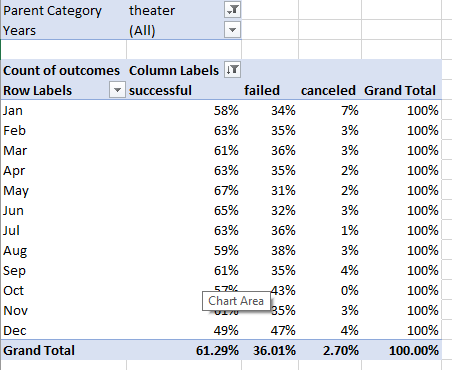 Parent Category theater
Years (All)
Count of outcomes Column Labels
Row Labels successful failed canceled Grand Total
Jan 58% 34% 7% 100%
Feb 63% 35% 3% 100%
Mar 61% 36% 3% 100%
Apr 63% 35% 2% 100%
May 67% 31% 2% 100%
Jun 65% 32% 3% 100%
Jul 63% 36% 1% 100%
Aug 59% 38% 3% 100%
Sep 61% 35% 4% 100%
Oct 57% 43% 0% 100%
Chart Area
Nov 61% 35% 3% 100%
Dec 49% 47% 4% 100%
Grand Total 61.29% 36.01% 2.70% 100.00%